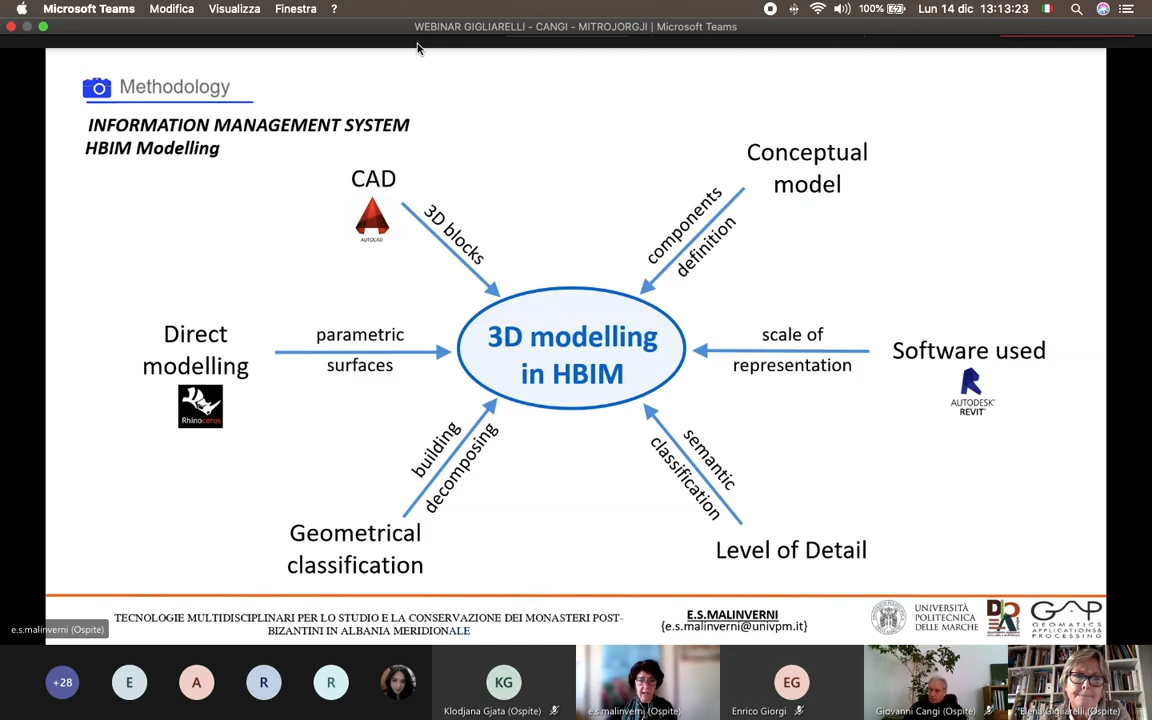 Microsoft Teams Modifica Visualizza Finestra ? 100% Lun 14 dic 13:13:23
WEBINAR GIGLIARELLI - CANGI - MITROJORGJI | Microsoft Teams
Methodology
INFORMATION MANAGEMENT SYSTEM
HBIM Modelling
CAD
AUTOCAD
3D blocks
Conceptual
model
components
definition
Direct
modelling
Rhinoceros
parametric
surfaces
3D modelling
in HBIM
scale of
representation
Software used
AUTODESK
REVIT
building
decomposing
Geometrical
classification
semantic
classification
Level of Detail
TECNOLOGIE MULTIDISCIPLINARI PER LO STUDIO E LA CONSERVAZIONE DEI MONASTERI POST-
BIZANTINI IN ALBANIA MERIDIONALE
E.S.MALINVERNI
{e.s.malinverni@univpm.it}
UNIVERSITÀ
POLITECNICA
DELLE MARCHE
GAP
GEOMATICS
APPLICATIONS &
PROCESSING
e.s.malinverni (Ospite)
+28
E
A
R
R
KG
Klodjana Gjata (Ospite)
e.s.malinverni (Ospite)
EG
Enrico Giorgi
Giovanni Cangi (Ospite)
Elena Gigliarelli (Ospite)